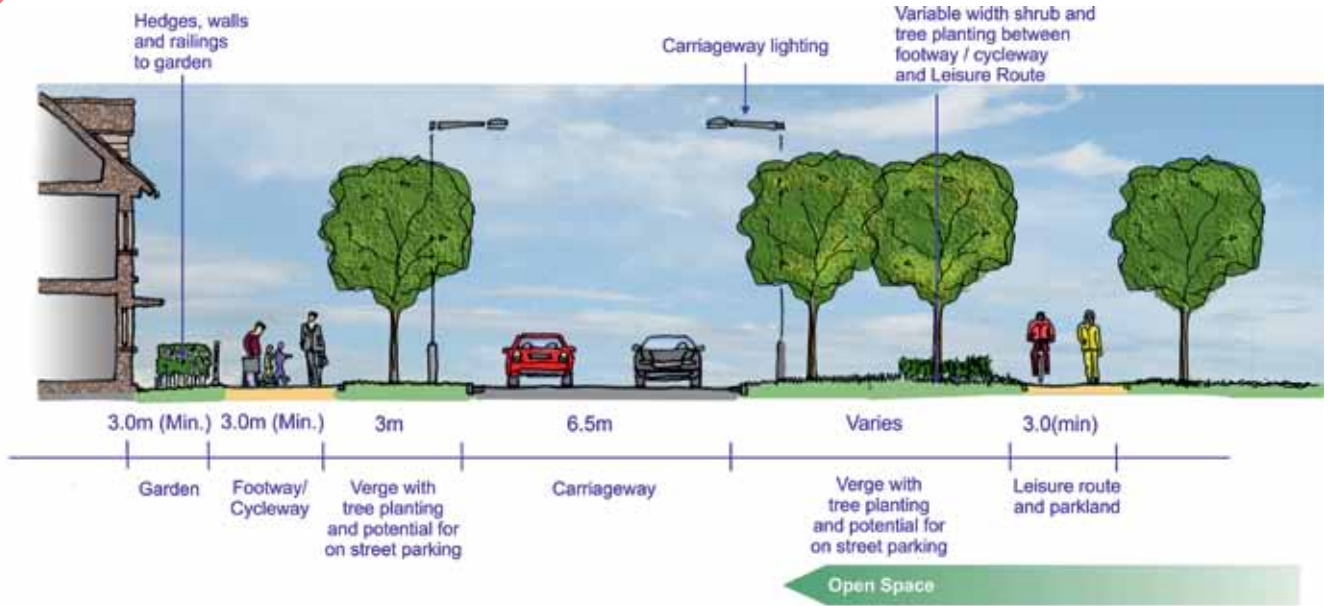 Hedges, walls
and railings
to garden
Carriageway lighting
Variable width shrub and
tree planting between
footway / cycleway
and Leisure Route
3.0m (Min.)
3.0m (Min.)
3m
6.5m
Varies
3.0(min)
Garden
Footway/
Cycleway
Verge with
tree planting
and potential for
on street parking
Carriageway
Verge with
tree planting
and potential for
on street parking
Leisure route
and parkland
Open Space